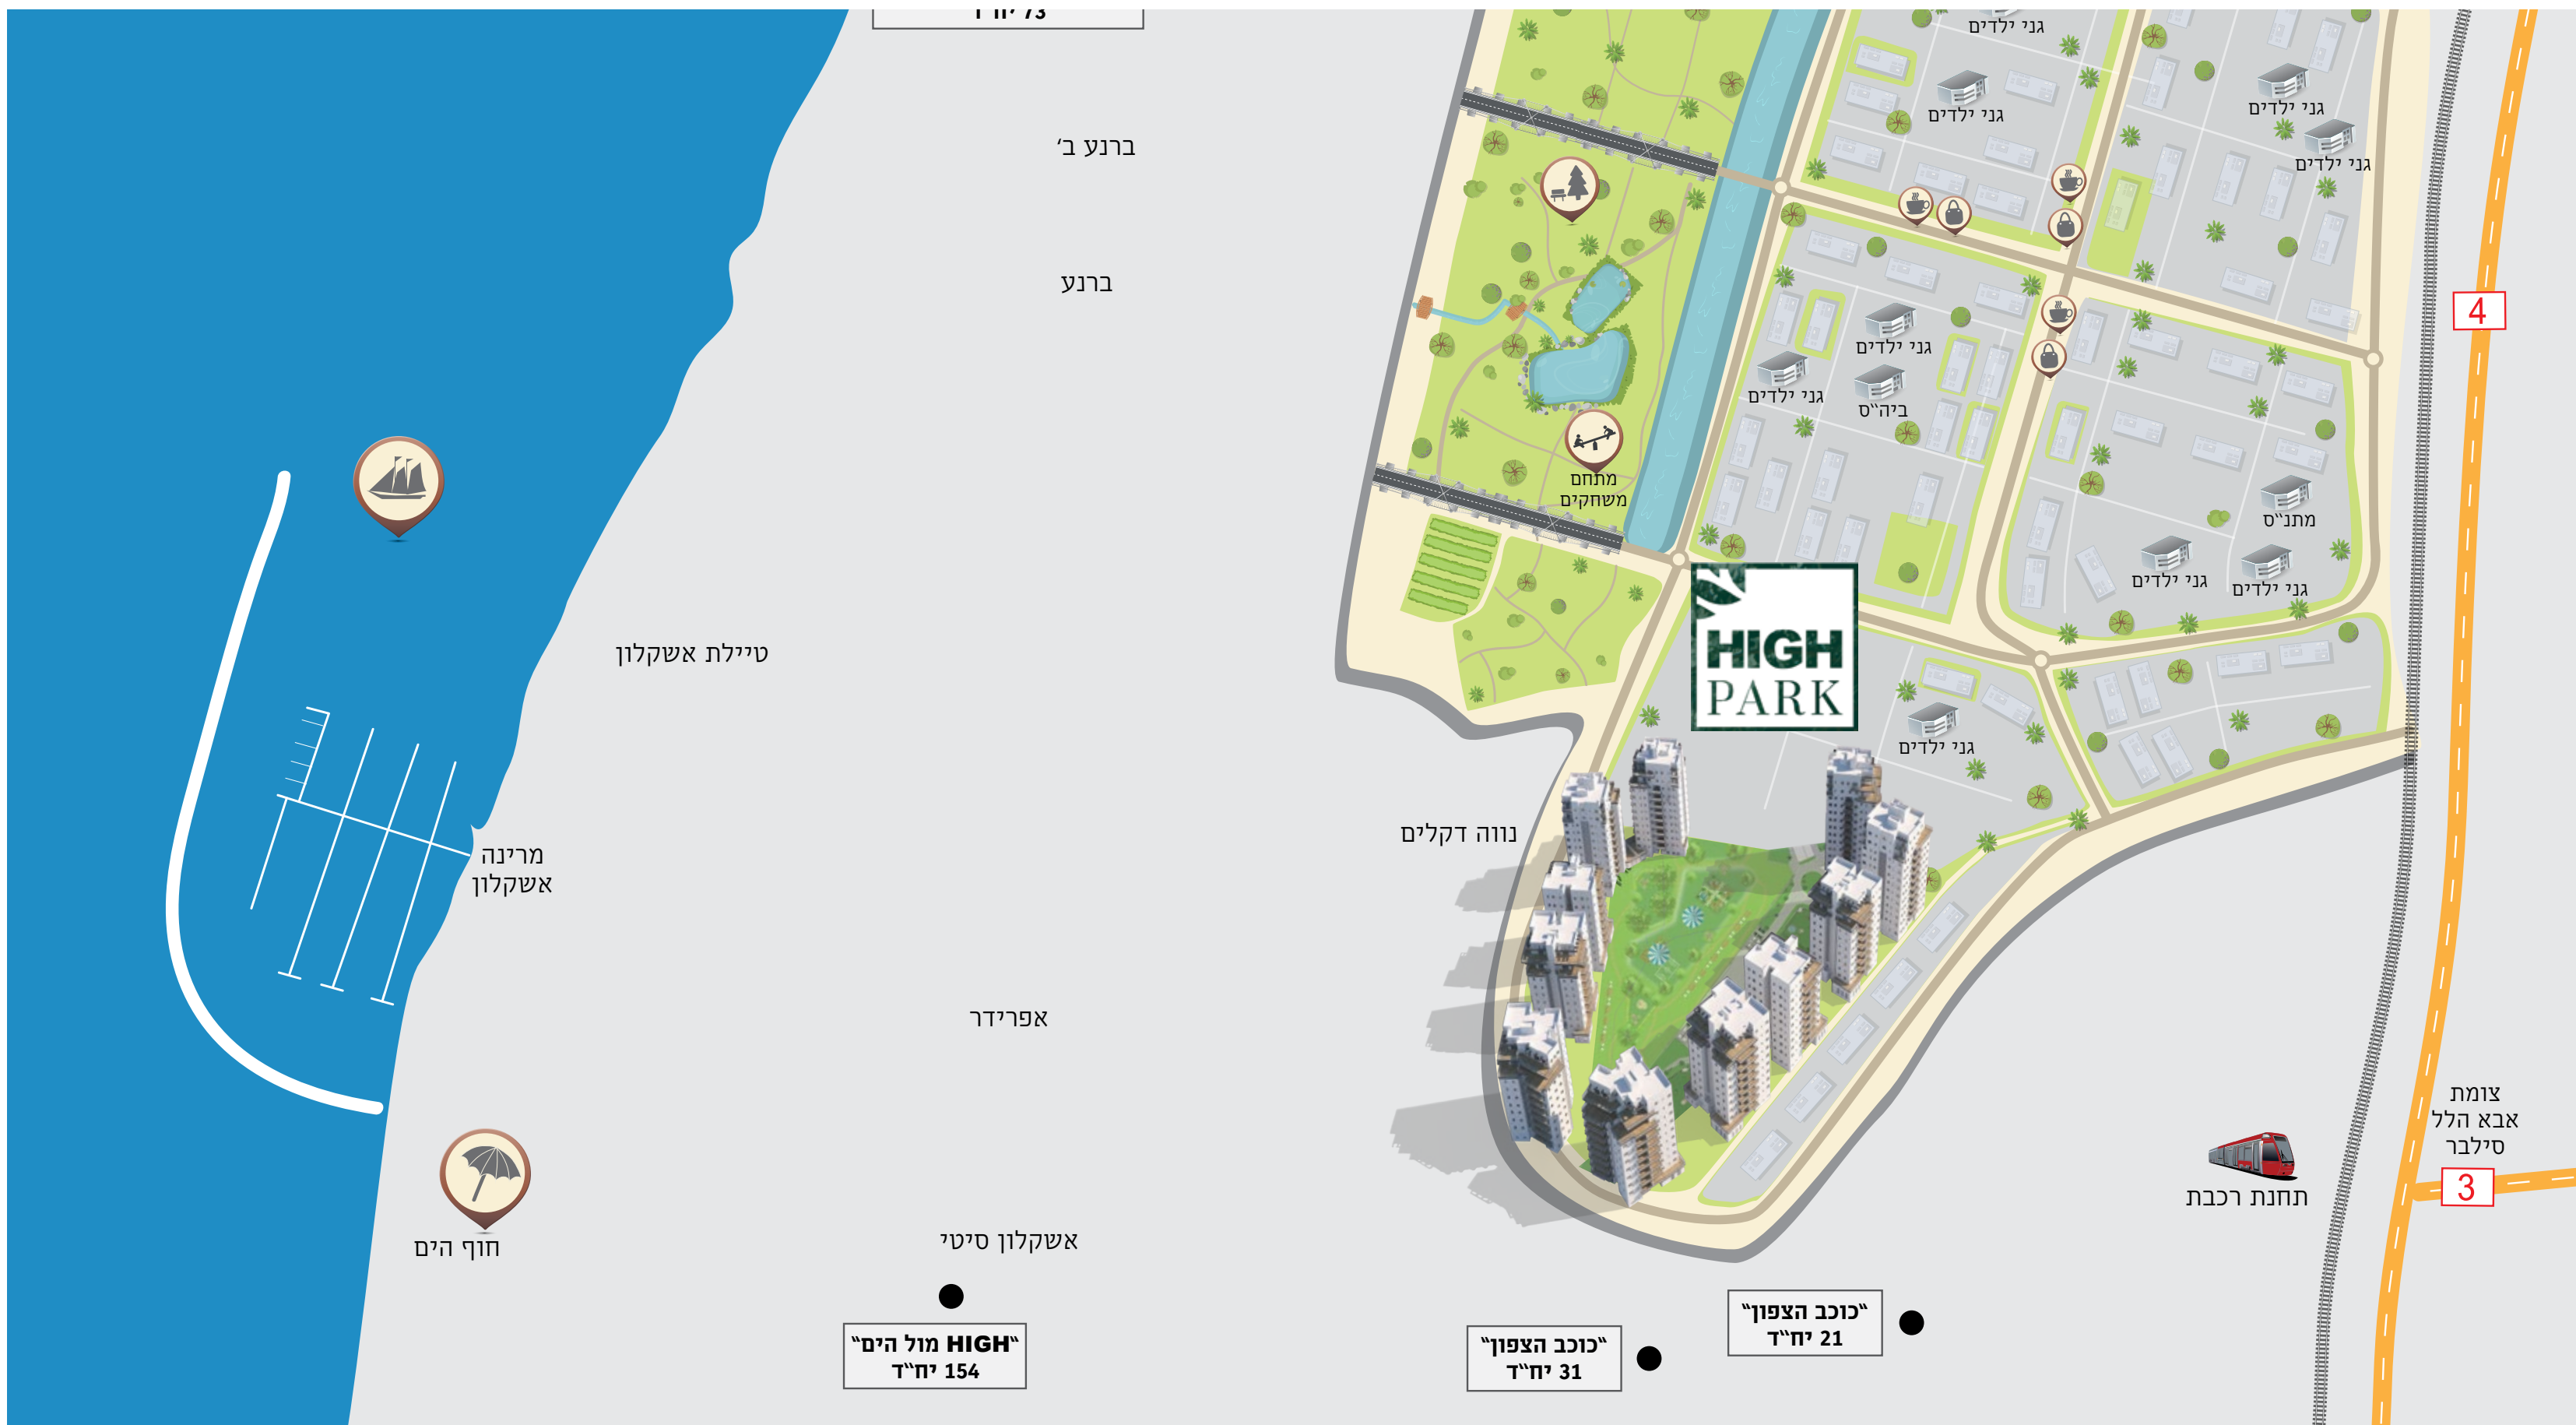 73 יח"ד
גני ילדים
גני ילדים
גני ילדים
גני ילדים
ברנע ב'
ברנע
4
גני ילדים
גני ילדים
ביה"ס
מתחם
משחקים
מתנ"ס
גני ילדים
גני ילדים
HIGH
PARK
טיילת אשקלון
גני ילדים
נווה דקלים
מרינה
אשקלון
אפרידר
צומת
אבא הלל
סילבר
3
תחנת רכבת
חוף הים
אשקלון סיטי
"HIGH מול הים"
154 יח"ד
"כוכב הצפון"
31 יח"ד
"כוכב הצפון"
21 יח"ד